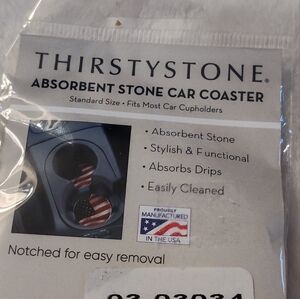 THIRSTYSTONE®
ABSORBENT STONE CAR COASTER
Standard Size • Fits Most Car Cupholders
• Absorbent Stone
• Stylish & Functional
• Absorbs Drips
• Easily Cleaned
PROUDLY
MANUFACTURED
IN THE USA
Notched for easy removal